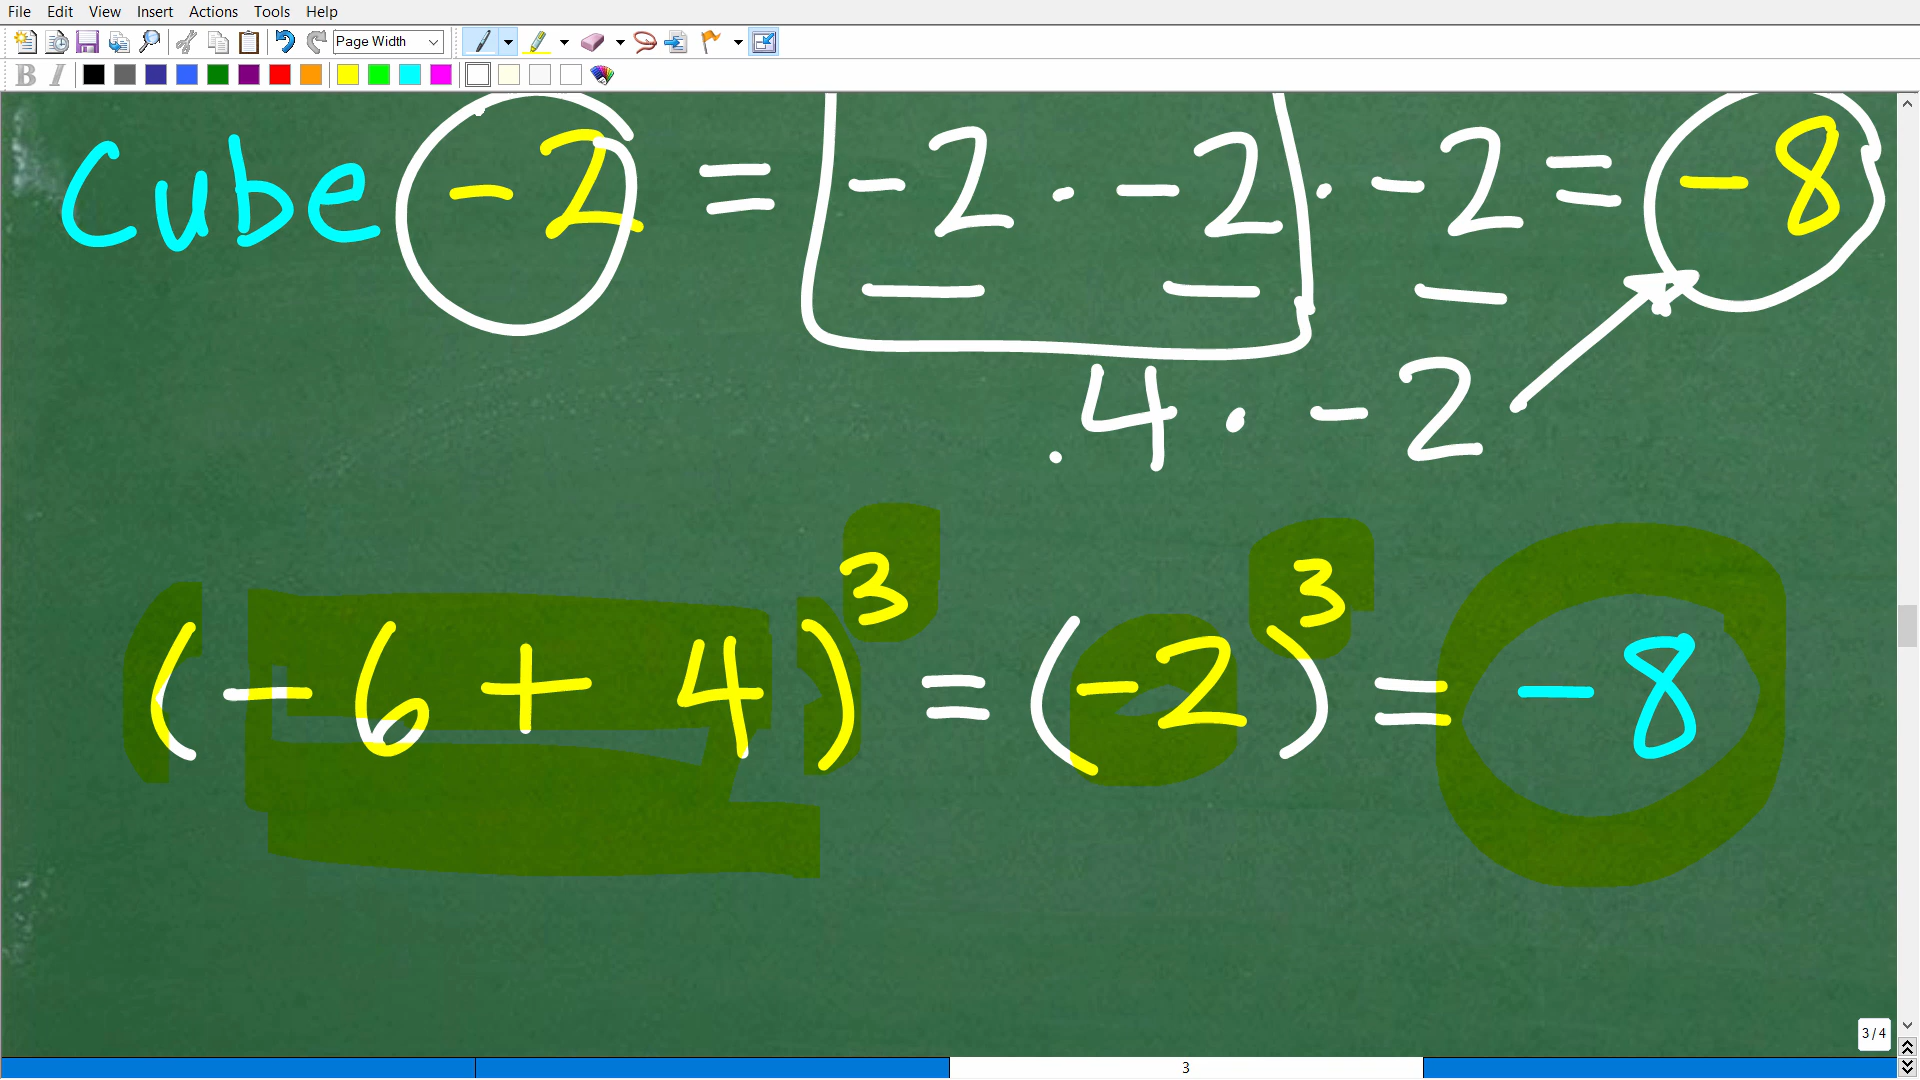 File Edit View Insert Actions Tools Help
Page Width
B I
Cube -2 = -2 · -2 · -2 = -8
. 4 · -2
(-6 + 4)³ = (-2)³ = -8
3 / 4
3